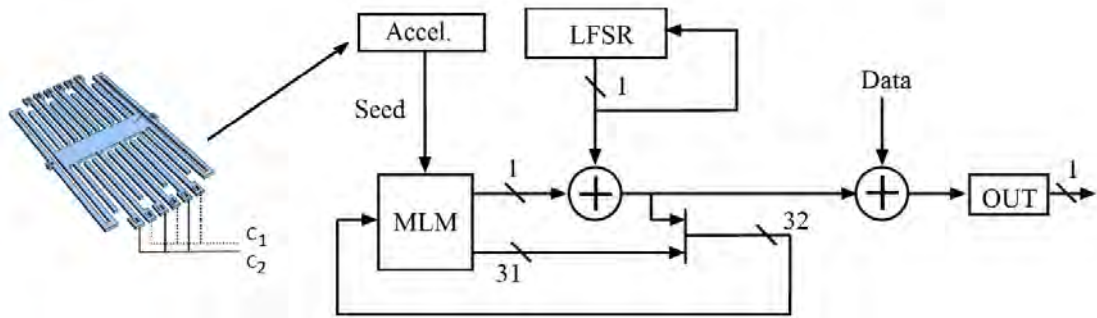 Accel.
LFSR
1
Data
Seed
1
MLM
OUT
1
32
31
C1
C2